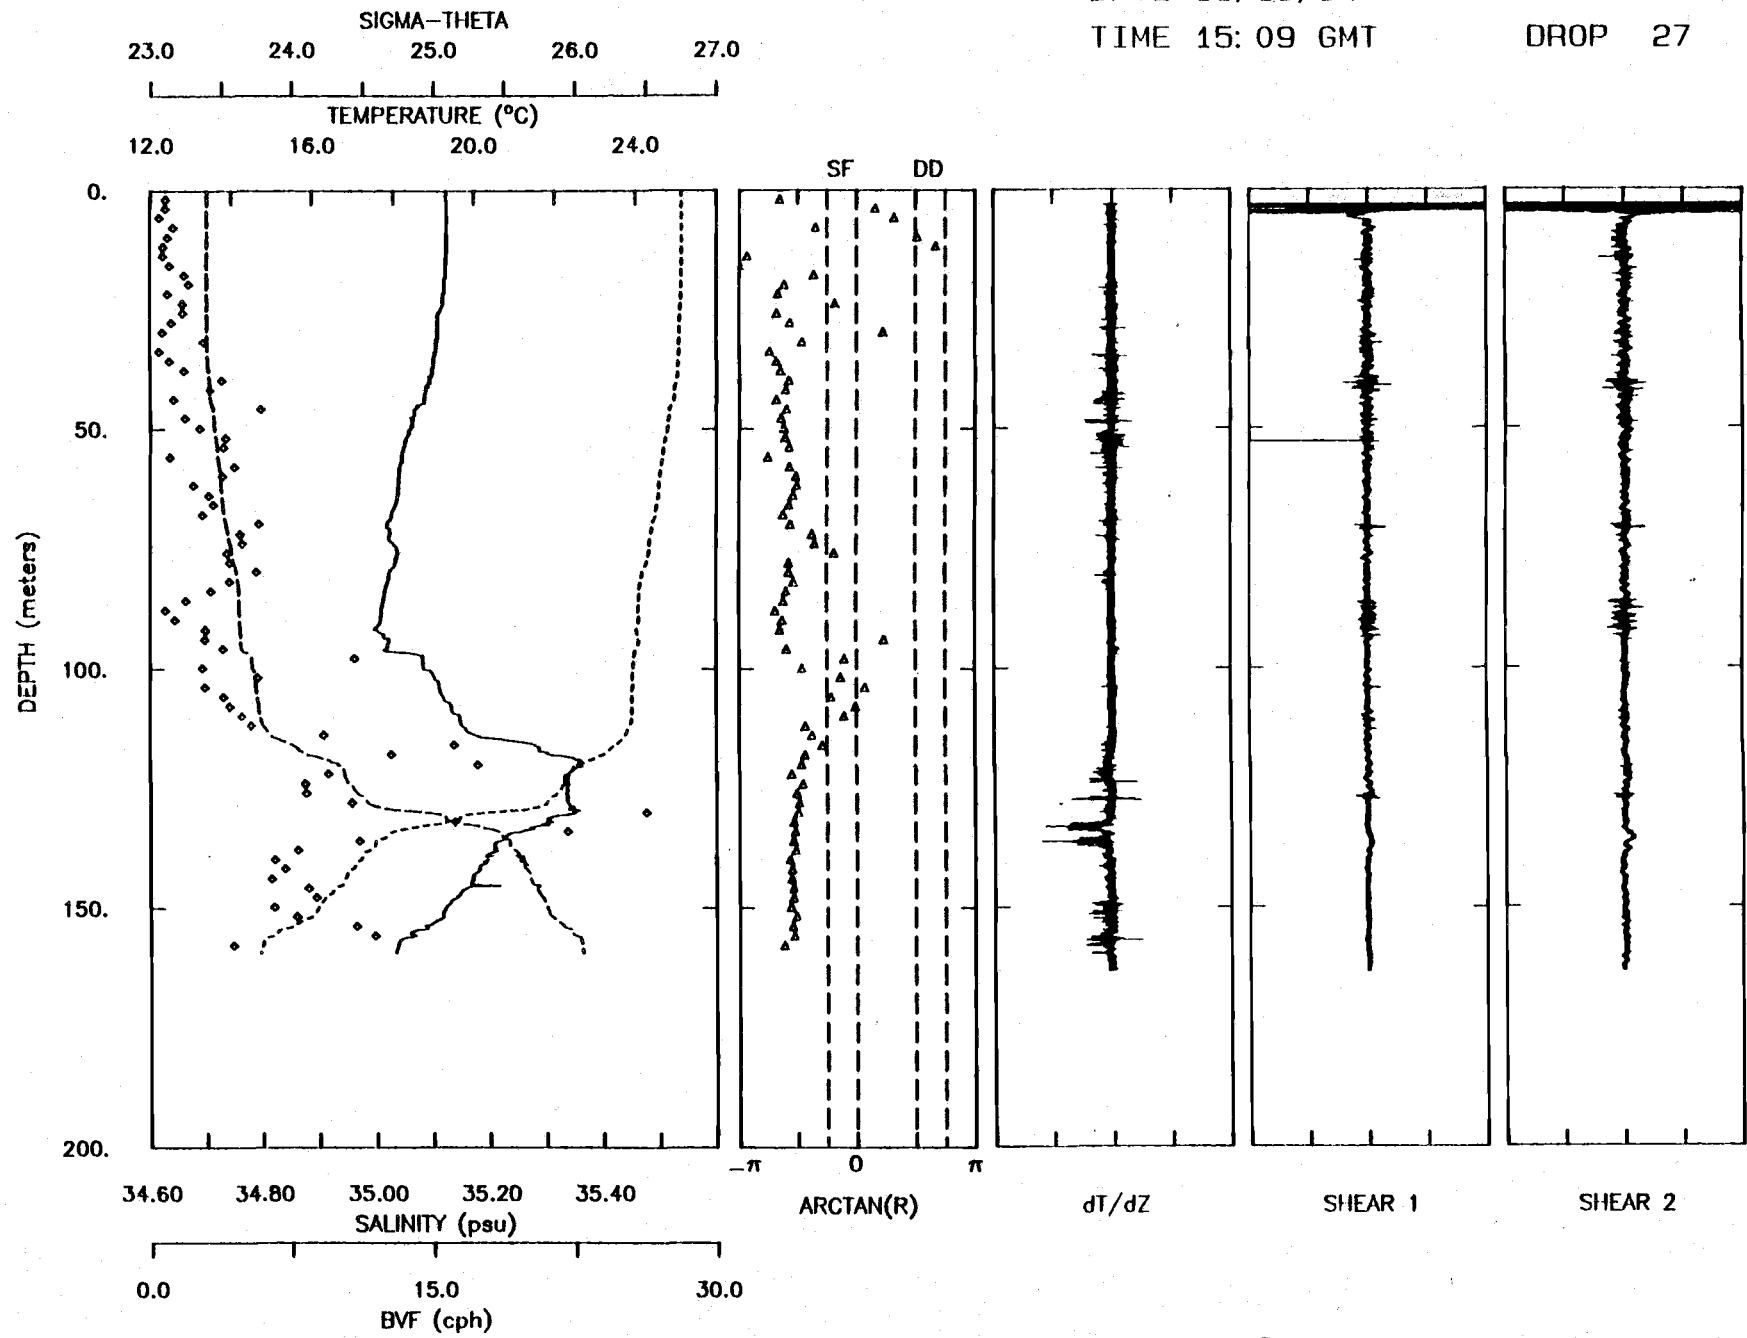 SIGMA–THETA
23.0 24.0 25.0 26.0 27.0
TIME 15:09 GMT DROP 27
TEMPERATURE (°C)
12.0 16.0 20.0 24.0
SF DD
0.
50.
100.
150.
200.
DEPTH (meters)
–π 0 π
34.60 34.80 35.00 35.20 35.40
SALINITY (psu)
ARCTAN(R) dT/dZ SHEAR 1 SHEAR 2
0.0 15.0 30.0
BVF (cph)